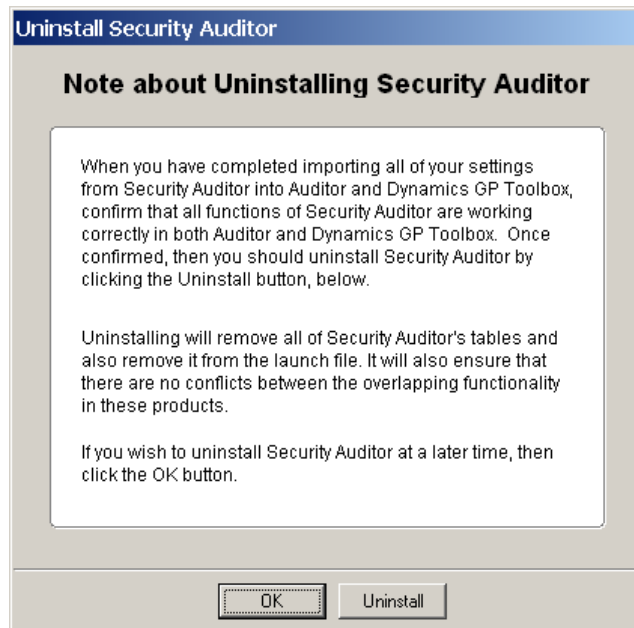 Uninstall Security Auditor
Note about Uninstalling Security Auditor
When you have completed importing all of your settings
from Security Auditor into Auditor and Dynamics GP Toolbox,
confirm that all functions of Security Auditor are working
correctly in both Auditor and Dynamics GP Toolbox.  Once
confirmed, then you should uninstall Security Auditor by
clicking the Uninstall button, below.
Uninstalling will remove all of Security Auditor's tables and
also remove it from the launch file. It will also ensure that
there are no conflicts between the overlapping functionality
in these products.
If you wish to uninstall Security Auditor at a later time, then
click the OK button.
OK
Uninstall